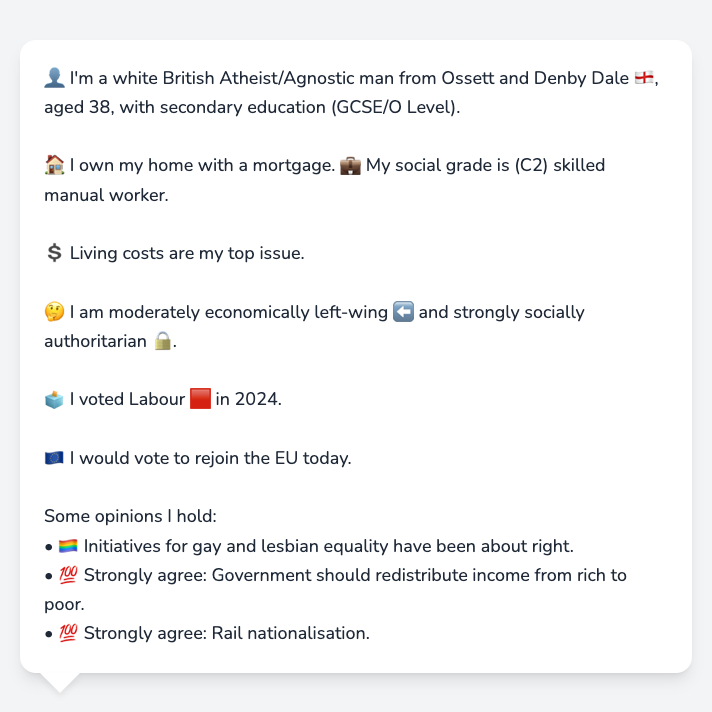 👤 I'm a white British Atheist/Agnostic man from Ossett and Denby Dale 🏴󠁧󠁢󠁥󠁮󠁧󠁿,
aged 38, with secondary education (GCSE/O Level).
🏠 I own my home with a mortgage. 💼 My social grade is (C2) skilled
manual worker.
💲 Living costs are my top issue.
🤔 I am moderately economically left-wing ⬅️ and strongly socially
authoritarian 🔒.
🗳️ I voted Labour 🟥 in 2024.
🇪🇺 I would vote to rejoin the EU today.
Some opinions I hold:
• 🏳️‍🌈 Initiatives for gay and lesbian equality have been about right.
• 💯 Strongly agree: Government should redistribute income from rich to
poor.
• 💯 Strongly agree: Rail nationalisation.